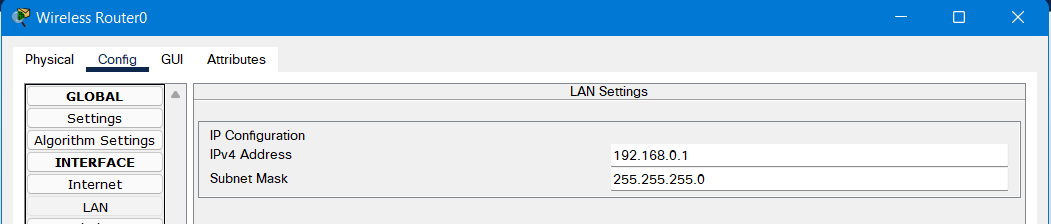 Wireless Router0
Physical Config GUI Attributes
GLOBAL
Settings
Algorithm Settings
INTERFACE
Internet
LAN
LAN Settings
IP Configuration
IPv4 Address 192.168.0.1
Subnet Mask 255.255.255.0